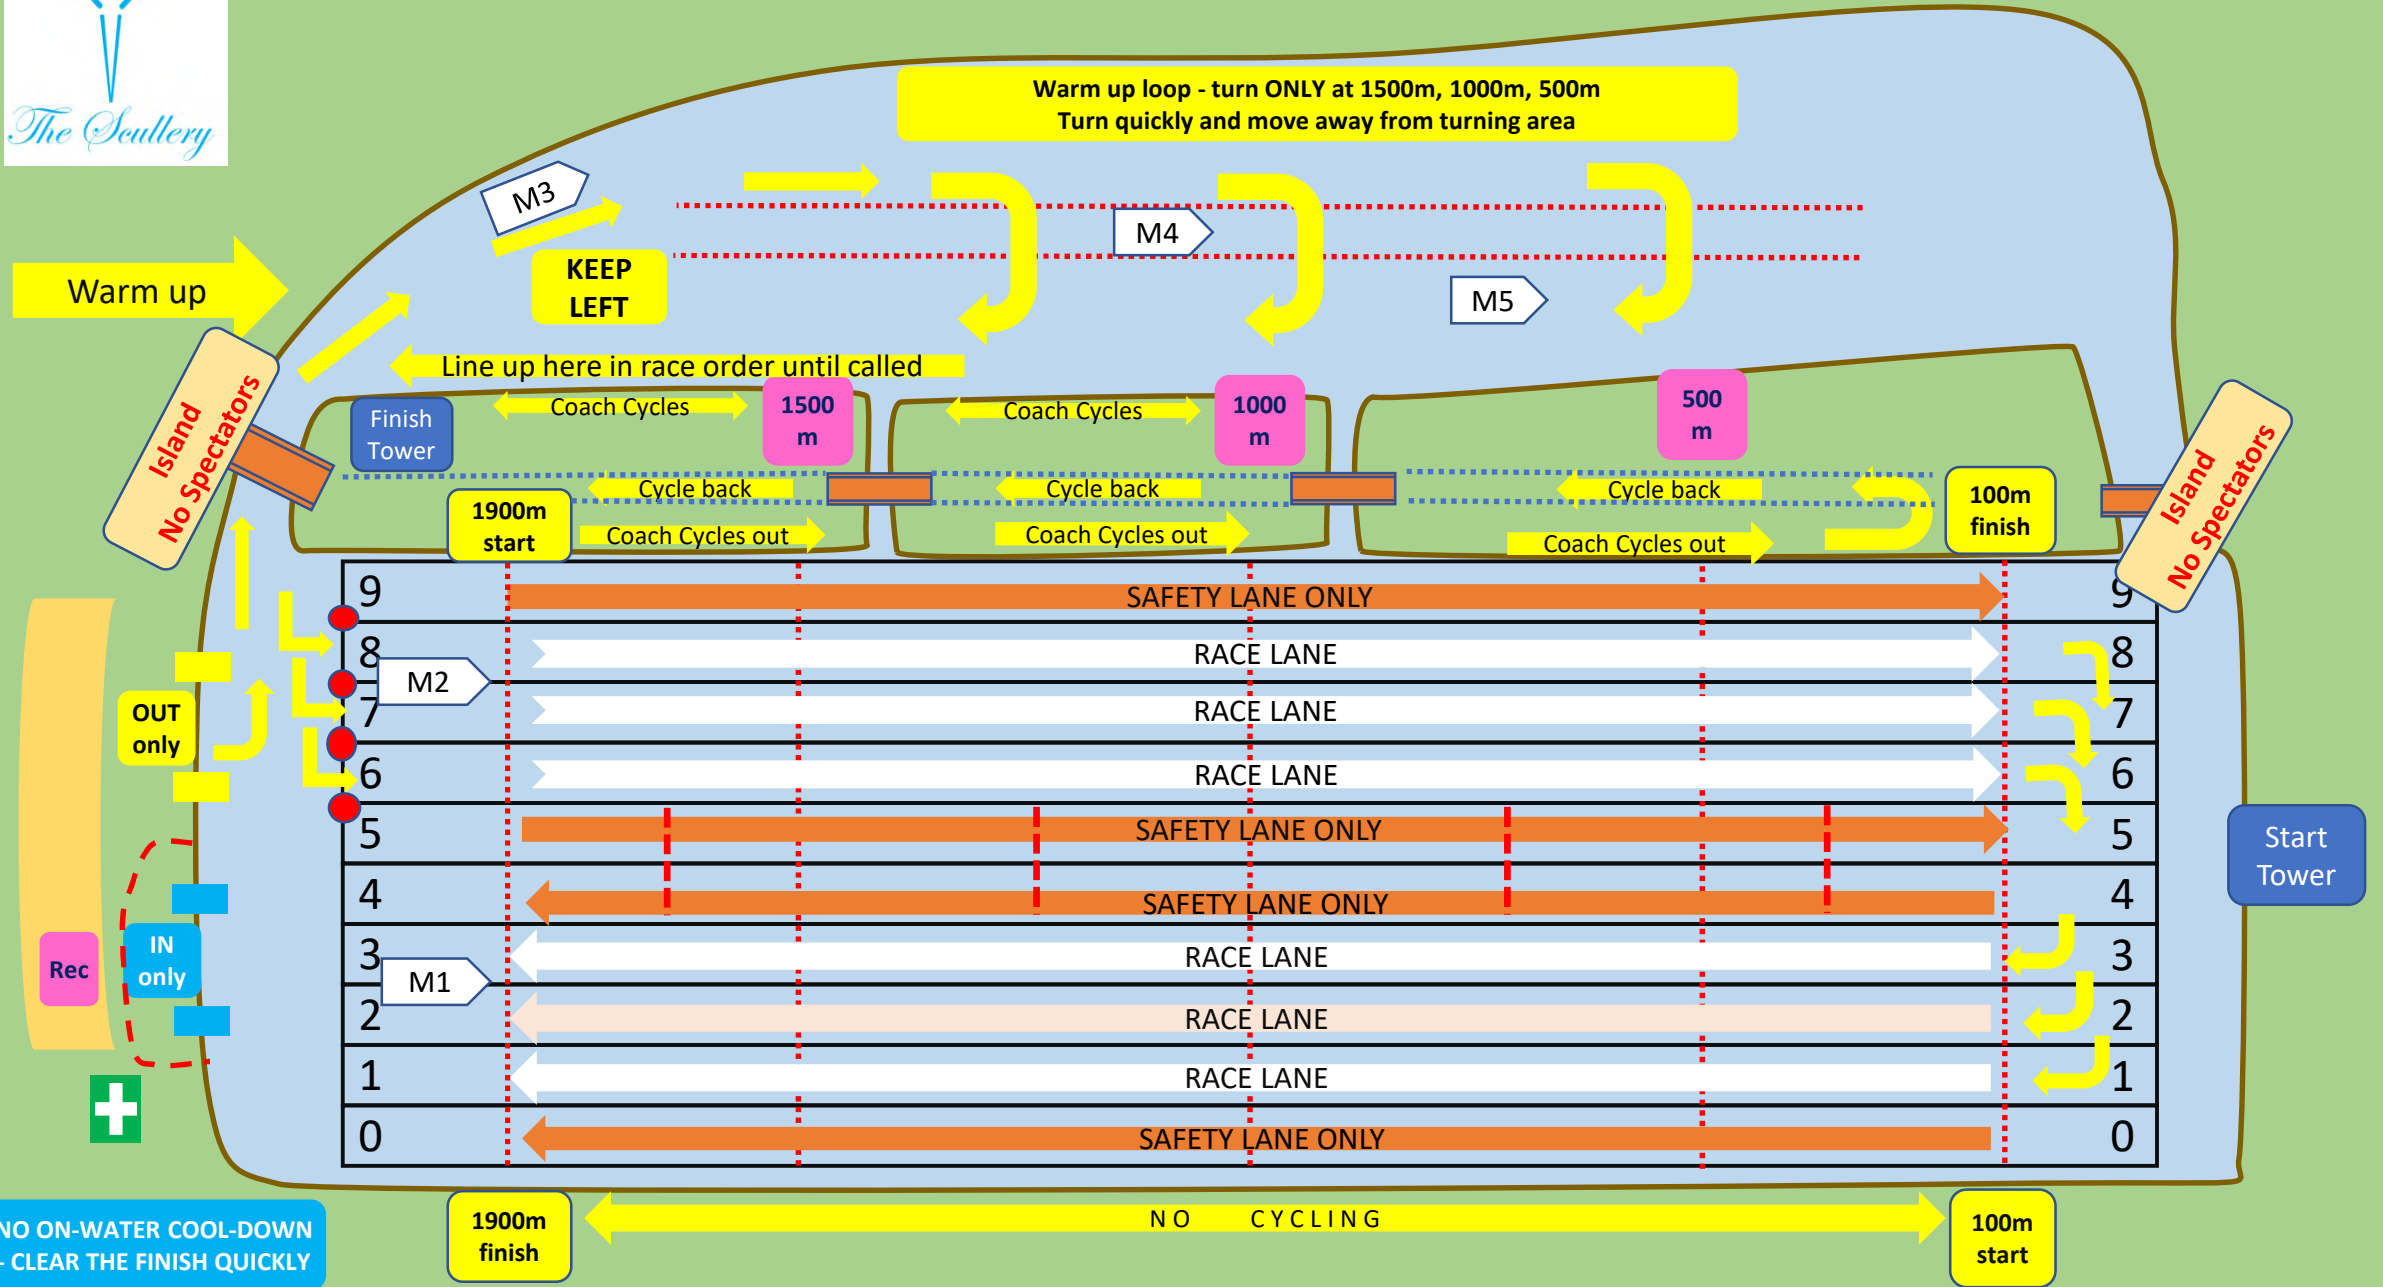 The Scullery
Warm up loop - turn ONLY at 1500m, 1000m, 500m
Turn quickly and move away from turning area
M3
M4
KEEP
LEFT
Warm up
M5
Line up here in race order until called
Island
No Spectators
Finish
Tower
Coach Cycles
1500
m
Coach Cycles
1000
m
500
m
Island
No Spectators
Cycle back
Cycle back
Cycle back
1900m
start
Coach Cycles out
Coach Cycles out
Coach Cycles out
100m
finish
9
SAFETY LANE ONLY
9
8
RACE LANE
8
M2
7
RACE LANE
7
OUT
only
6
RACE LANE
6
5
SAFETY LANE ONLY
5
Start
Tower
4
SAFETY LANE ONLY
4
Rec
IN
only
3
RACE LANE
3
M1
2
RACE LANE
2
1
RACE LANE
1
0
SAFETY LANE ONLY
0
NO ON-WATER COOL-DOWN
- CLEAR THE FINISH QUICKLY
1900m
finish
NO CYCLING
100m
start